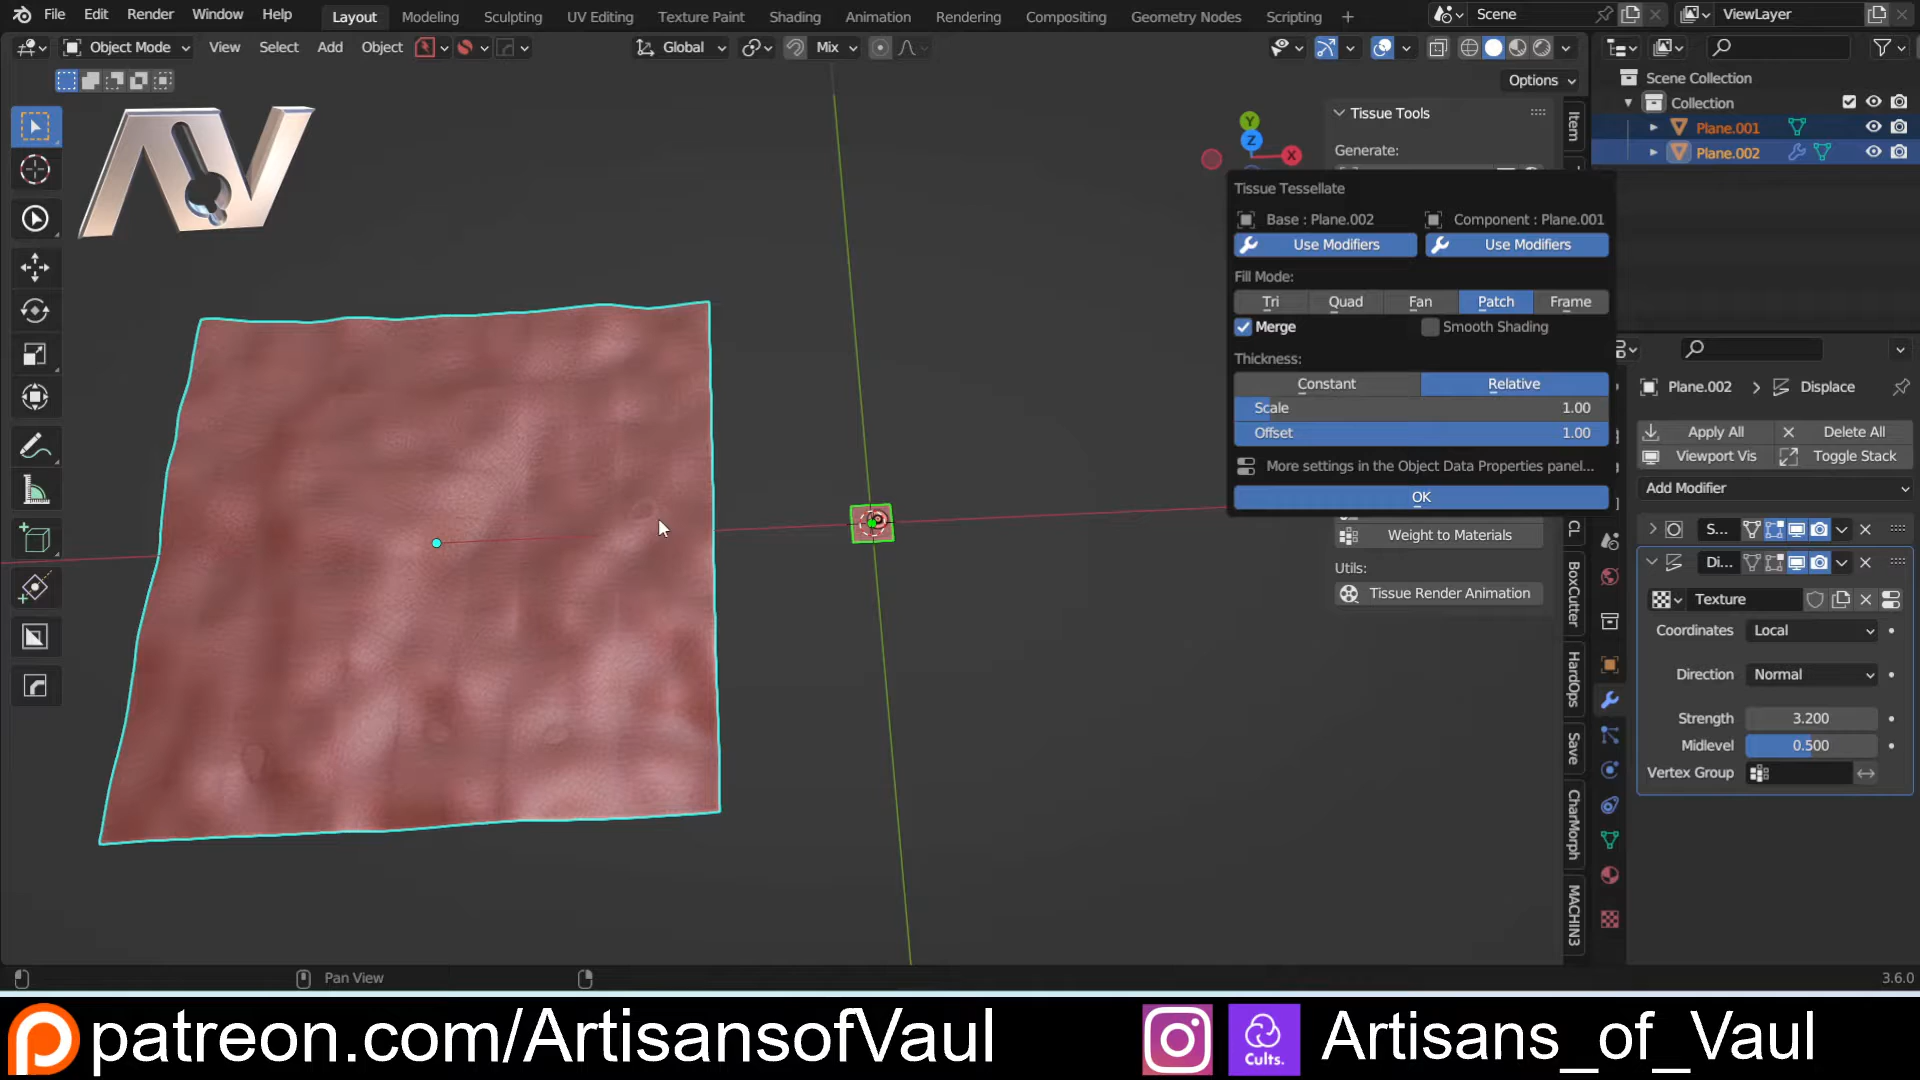 File Edit Render Window Help Layout Modeling Sculpting UV Editing Texture Paint Shading Animation Rendering Compositing Geometry Nodes Scripting + Scene ViewLayer
Object Mode View Select Add Object Global Mix
Options
Scene Collection
Collection
Plane.001
Plane.002
Tissue Tools
Generate:
Item
Y
Z
X
Tissue Tessellate
Base : Plane.002 Component : Plane.001
Use Modifiers Use Modifiers
Fill Mode:
Tri Quad Fan Patch Frame
Merge Smooth Shading
Thickness:
Constant Relative
Scale 1.00
Offset 1.00
More settings in the Object Data Properties panel...
OK
Weight to Materials
Utils:
Tissue Render Animation
CL
BoxCutter
HardOps
Save
CharMorph
MACHIN3
Plane.002 > Displace
Apply All Delete All
Viewport Vis Toggle Stack
Add Modifier
S...
Di...
Texture
Coordinates Local
Direction Normal
Strength 3.200
Midlevel 0.500
Vertex Group
Pan View
3.6.0
patreon.com/ArtisansofVaul
Cults.
Artisans_of_Vaul